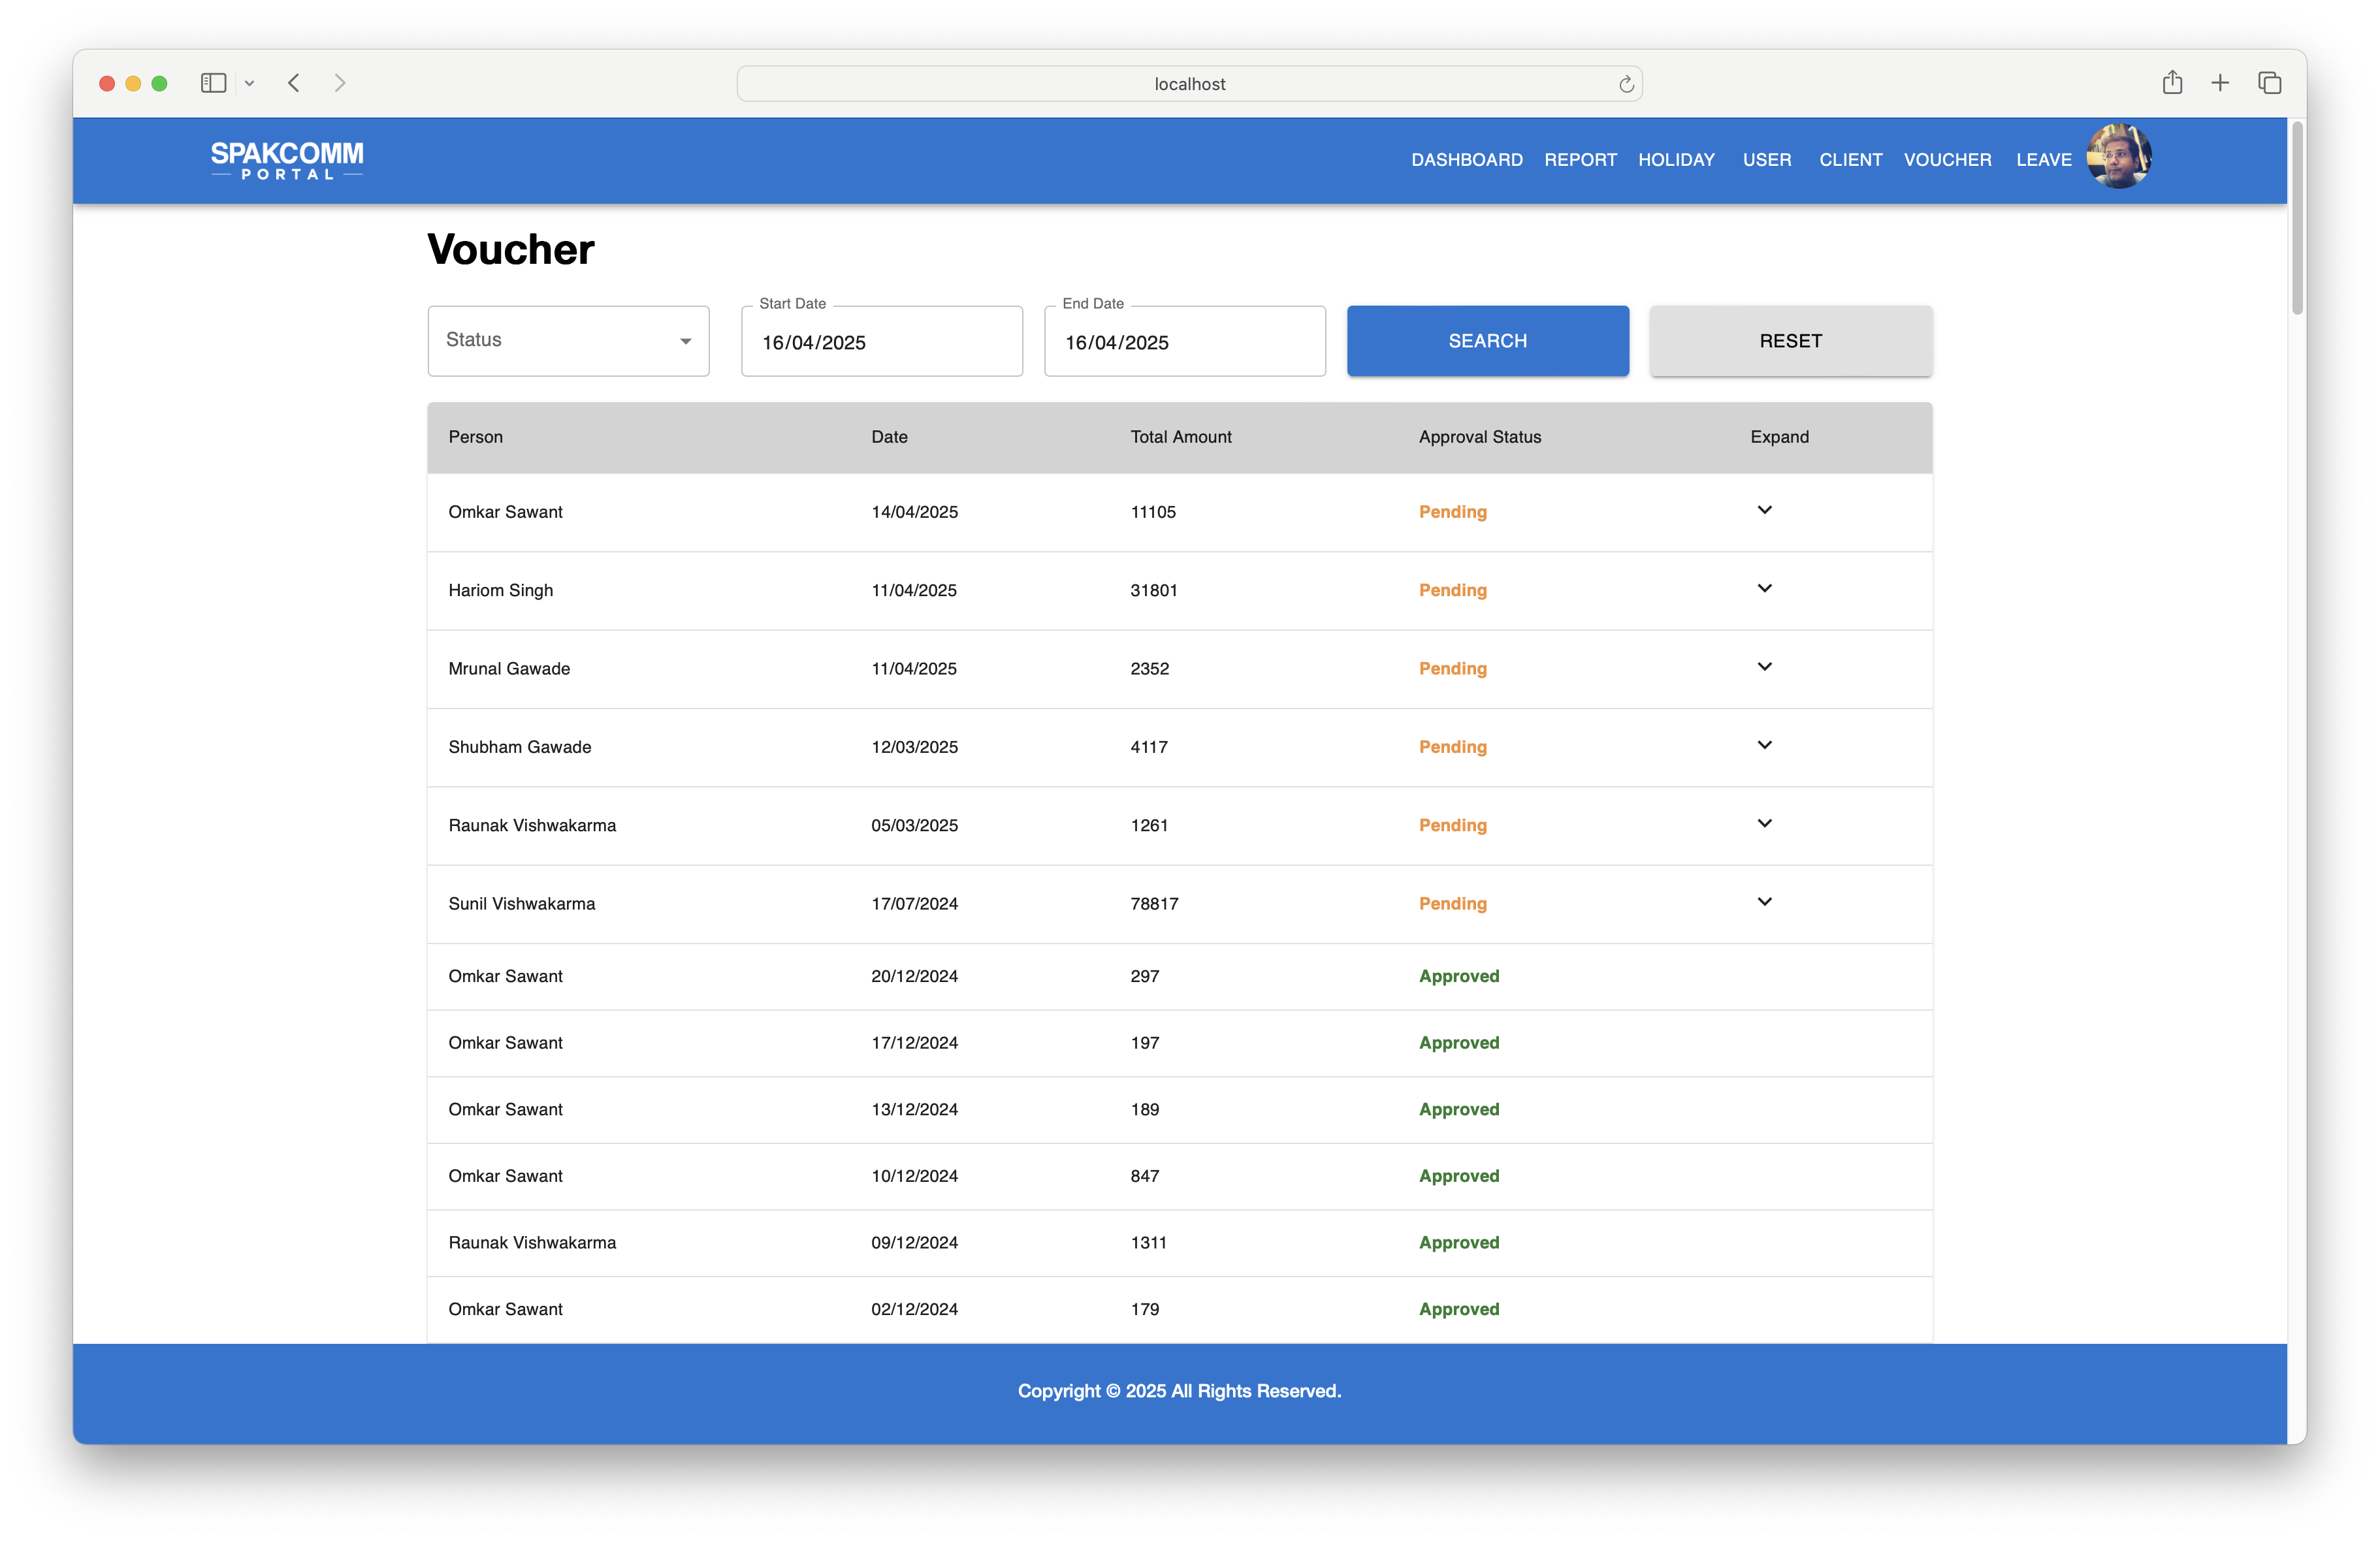 localhost
SPAKCOMM
PORTAL
DASHBOARD REPORT HOLIDAY USER CLIENT VOUCHER LEAVE
Voucher
Status Start Date 16/04/2025 End Date 16/04/2025 SEARCH RESET
Person Date Total Amount Approval Status Expand
Omkar Sawant 14/04/2025 11105 Pending
Hariom Singh 11/04/2025 31801 Pending
Mrunal Gawade 11/04/2025 2352 Pending
Shubham Gawade 12/03/2025 4117 Pending
Raunak Vishwakarma 05/03/2025 1261 Pending
Sunil Vishwakarma 17/07/2024 78817 Pending
Omkar Sawant 20/12/2024 297 Approved
Omkar Sawant 17/12/2024 197 Approved
Omkar Sawant 13/12/2024 189 Approved
Omkar Sawant 10/12/2024 847 Approved
Raunak Vishwakarma 09/12/2024 1311 Approved
Omkar Sawant 02/12/2024 179 Approved
Copyright © 2025 All Rights Reserved.